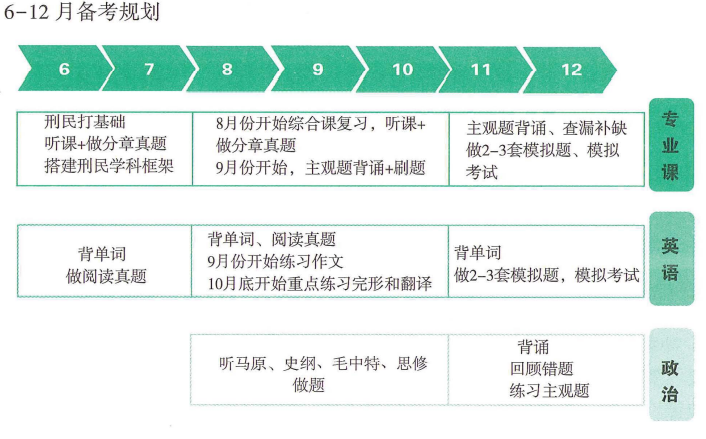 6-12 月备考规划
6 7 8 9 10 11 12
刑民打基础
听课+做分章真题
搭建刑民学科框架
8月份开始综合课复习，听课+
做分章真题
9月份开始，主观题背诵+刷题
主观题背诵、查漏补缺
做2-3套模拟题、模拟
考试
专业课
背单词
做阅读真题
背单词、阅读真题
9月份开始练习作文
10月底开始重点练习完形和翻译
背单词
做2-3套模拟题，模拟考试
英语
听马原、史纲、毛中特、思修
做题
背诵
回顾错题
练习主观题
政治